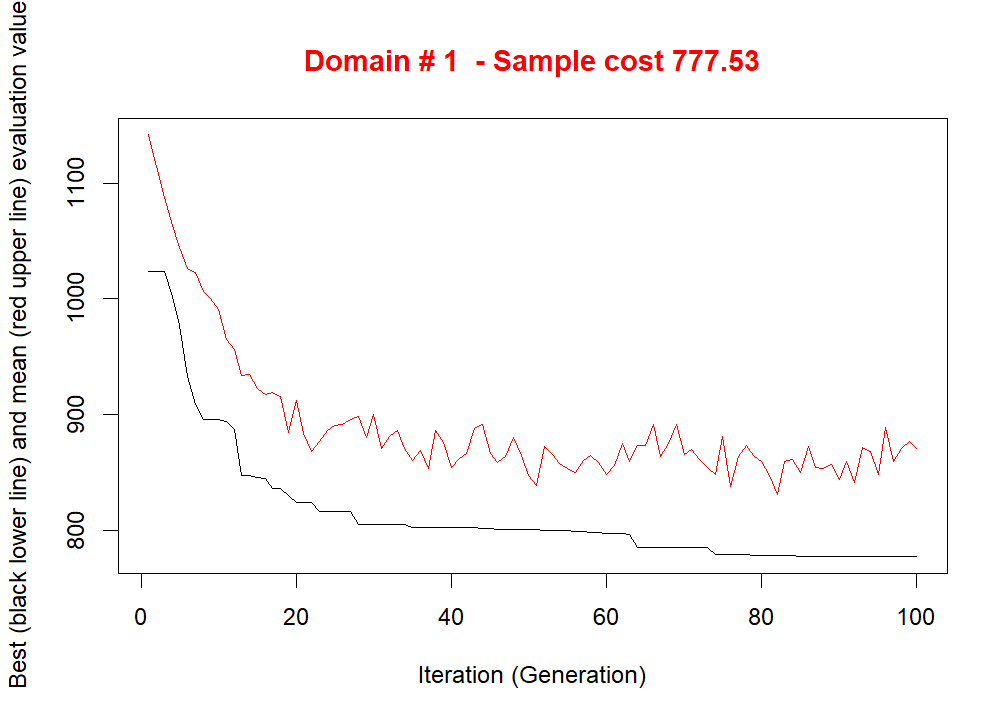 Domain # 1  - Sample cost 777.53
Best (black lower line) and mean (red upper line) evaluation value
1100
1000
900
800
0 20 40 60 80 100
Iteration (Generation)